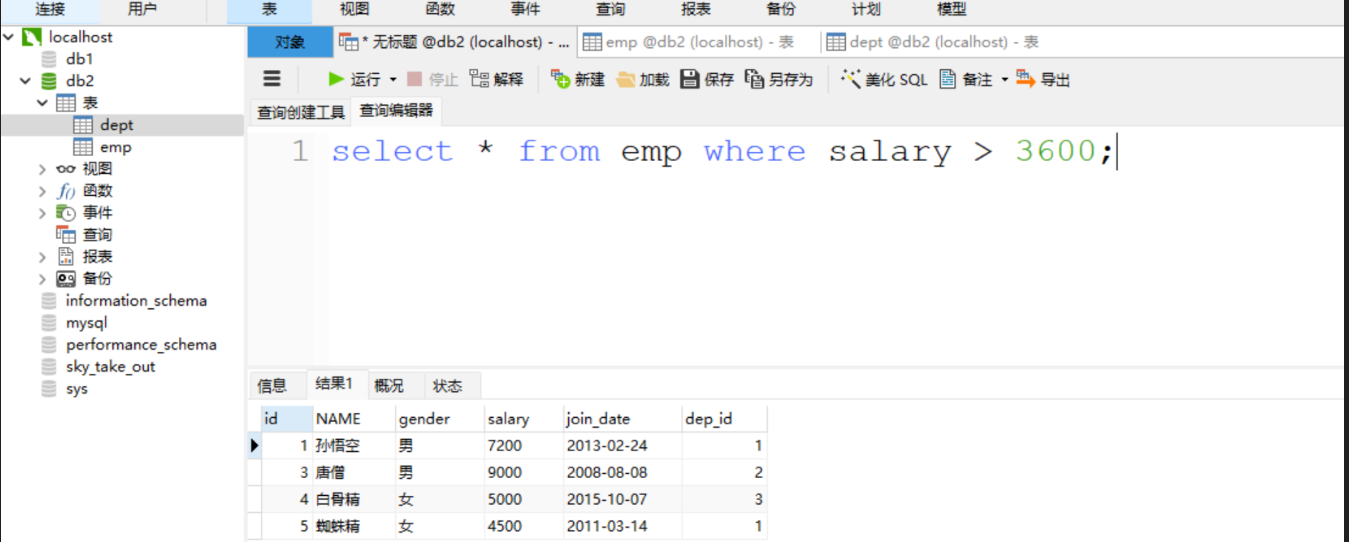 连接 用户 表 视图 函数 事件 查询 报表 备份 计划 模型
localhost
db1
db2
表
dept
emp
视图
f() 函数
事件
查询
报表
备份
information_schema
mysql
performance_schema
sky_take_out
sys
对象 * 无标题 @db2 (localhost) - ... emp @db2 (localhost) - 表 dept @db2 (localhost) - 表
运行 停止 解释 新建 加载 保存 另存为 美化 SQL 备注 导出
查询创建工具 查询编辑器
1 select * from emp where salary > 3600;
信息 结果1 概况 状态
id NAME gender salary join_date dep_id
1 孙悟空 男 7200 2013-02-24 1
3 唐僧 男 9000 2008-08-08 2
4 白骨精 女 5000 2015-10-07 3
5 蜘蛛精 女 4500 2011-03-14 1